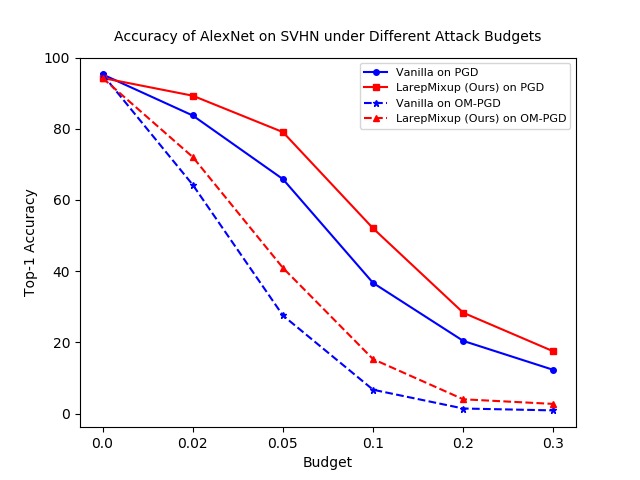 Accuracy of AlexNet on SVHN under Different Attack Budgets
100
80
60
40
20
0
Top-1 Accuracy
Vanilla on PGD
LarepMixup (Ours) on PGD
Vanilla on OM-PGD
LarepMixup (Ours) on OM-PGD
0.0 0.02 0.05 0.1 0.2 0.3
Budget